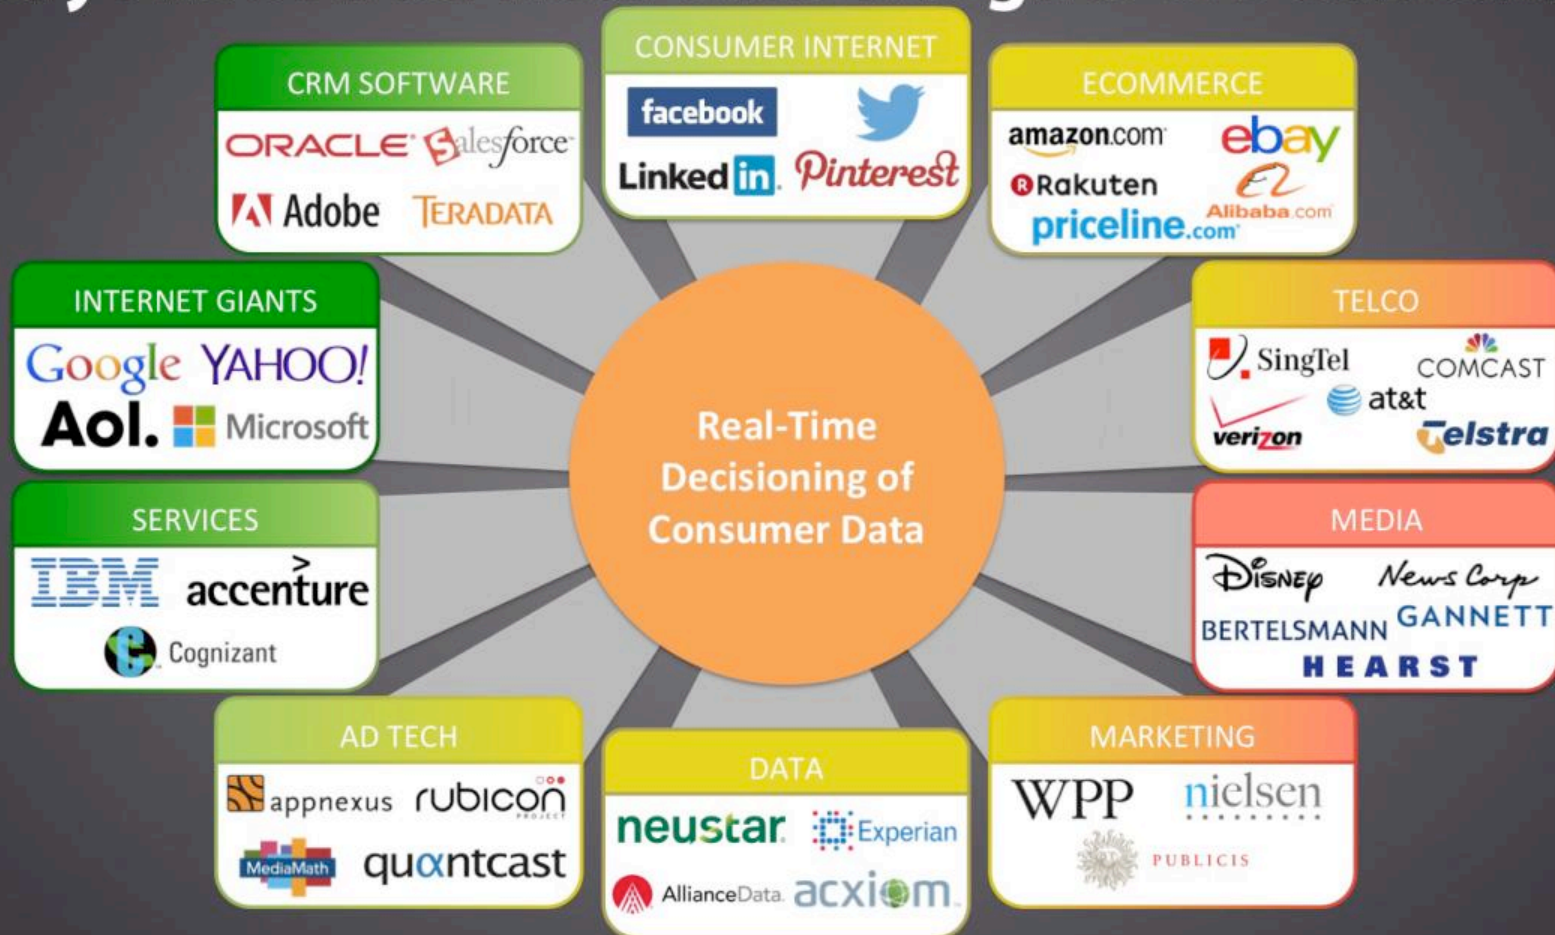 CRM SOFTWARE
ORACLE salesforce
Adobe TERADATA
CONSUMER INTERNET
facebook
Linked in. Pinterest
ECOMMERCE
amazon.com ebay
Rakuten
Alibaba.com
priceline.com
INTERNET GIANTS
Google YAHOO!
Aol. Microsoft
TELCO
SingTel COMCAST
at&t
verizon Telstra
Real-Time
Decisioning of
Consumer Data
SERVICES
IBM accenture
Cognizant
MEDIA
Disney News Corp
BERTELSMANN GANNETT
HEARST
AD TECH
appnexus rubicon
PROJECT
MediaMath quantcast
DATA
neustar Experian
AllianceData acxiom
MARKETING
WPP nielsen
PUBLICIS